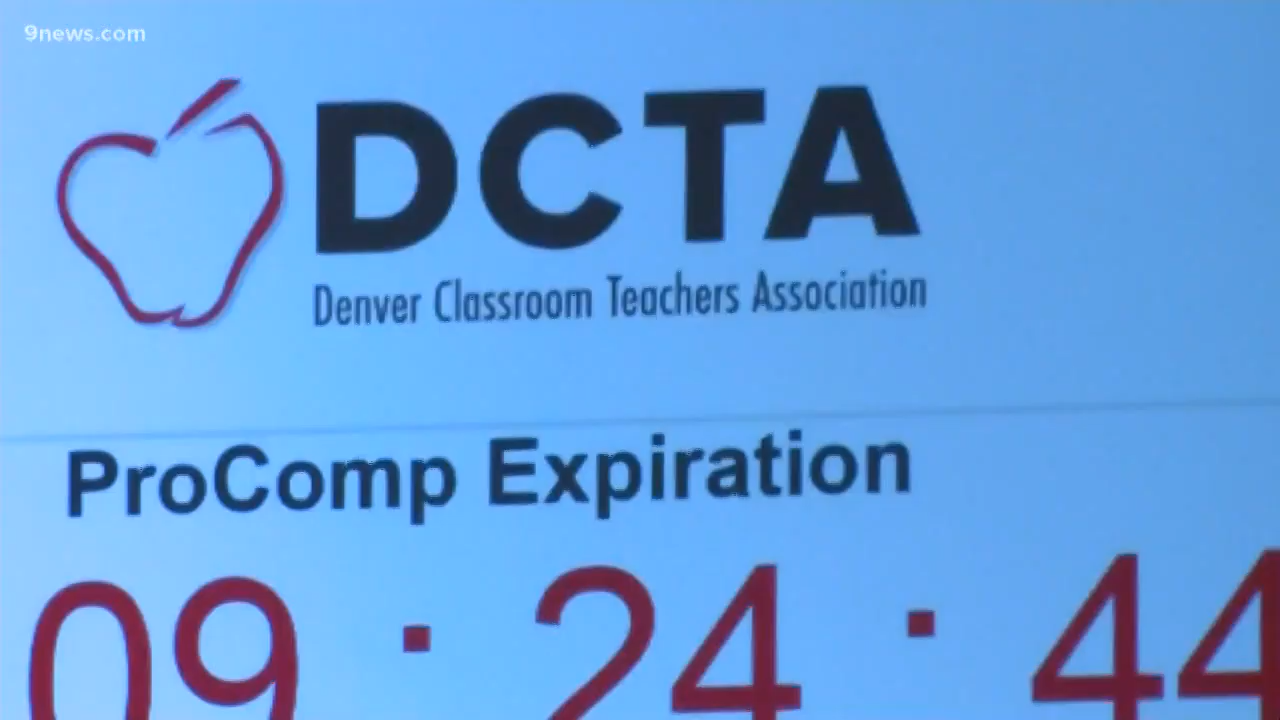 9news.com
DCTA
Denver Classroom Teachers Association
ProComp Expiration
09 : 24 : 44